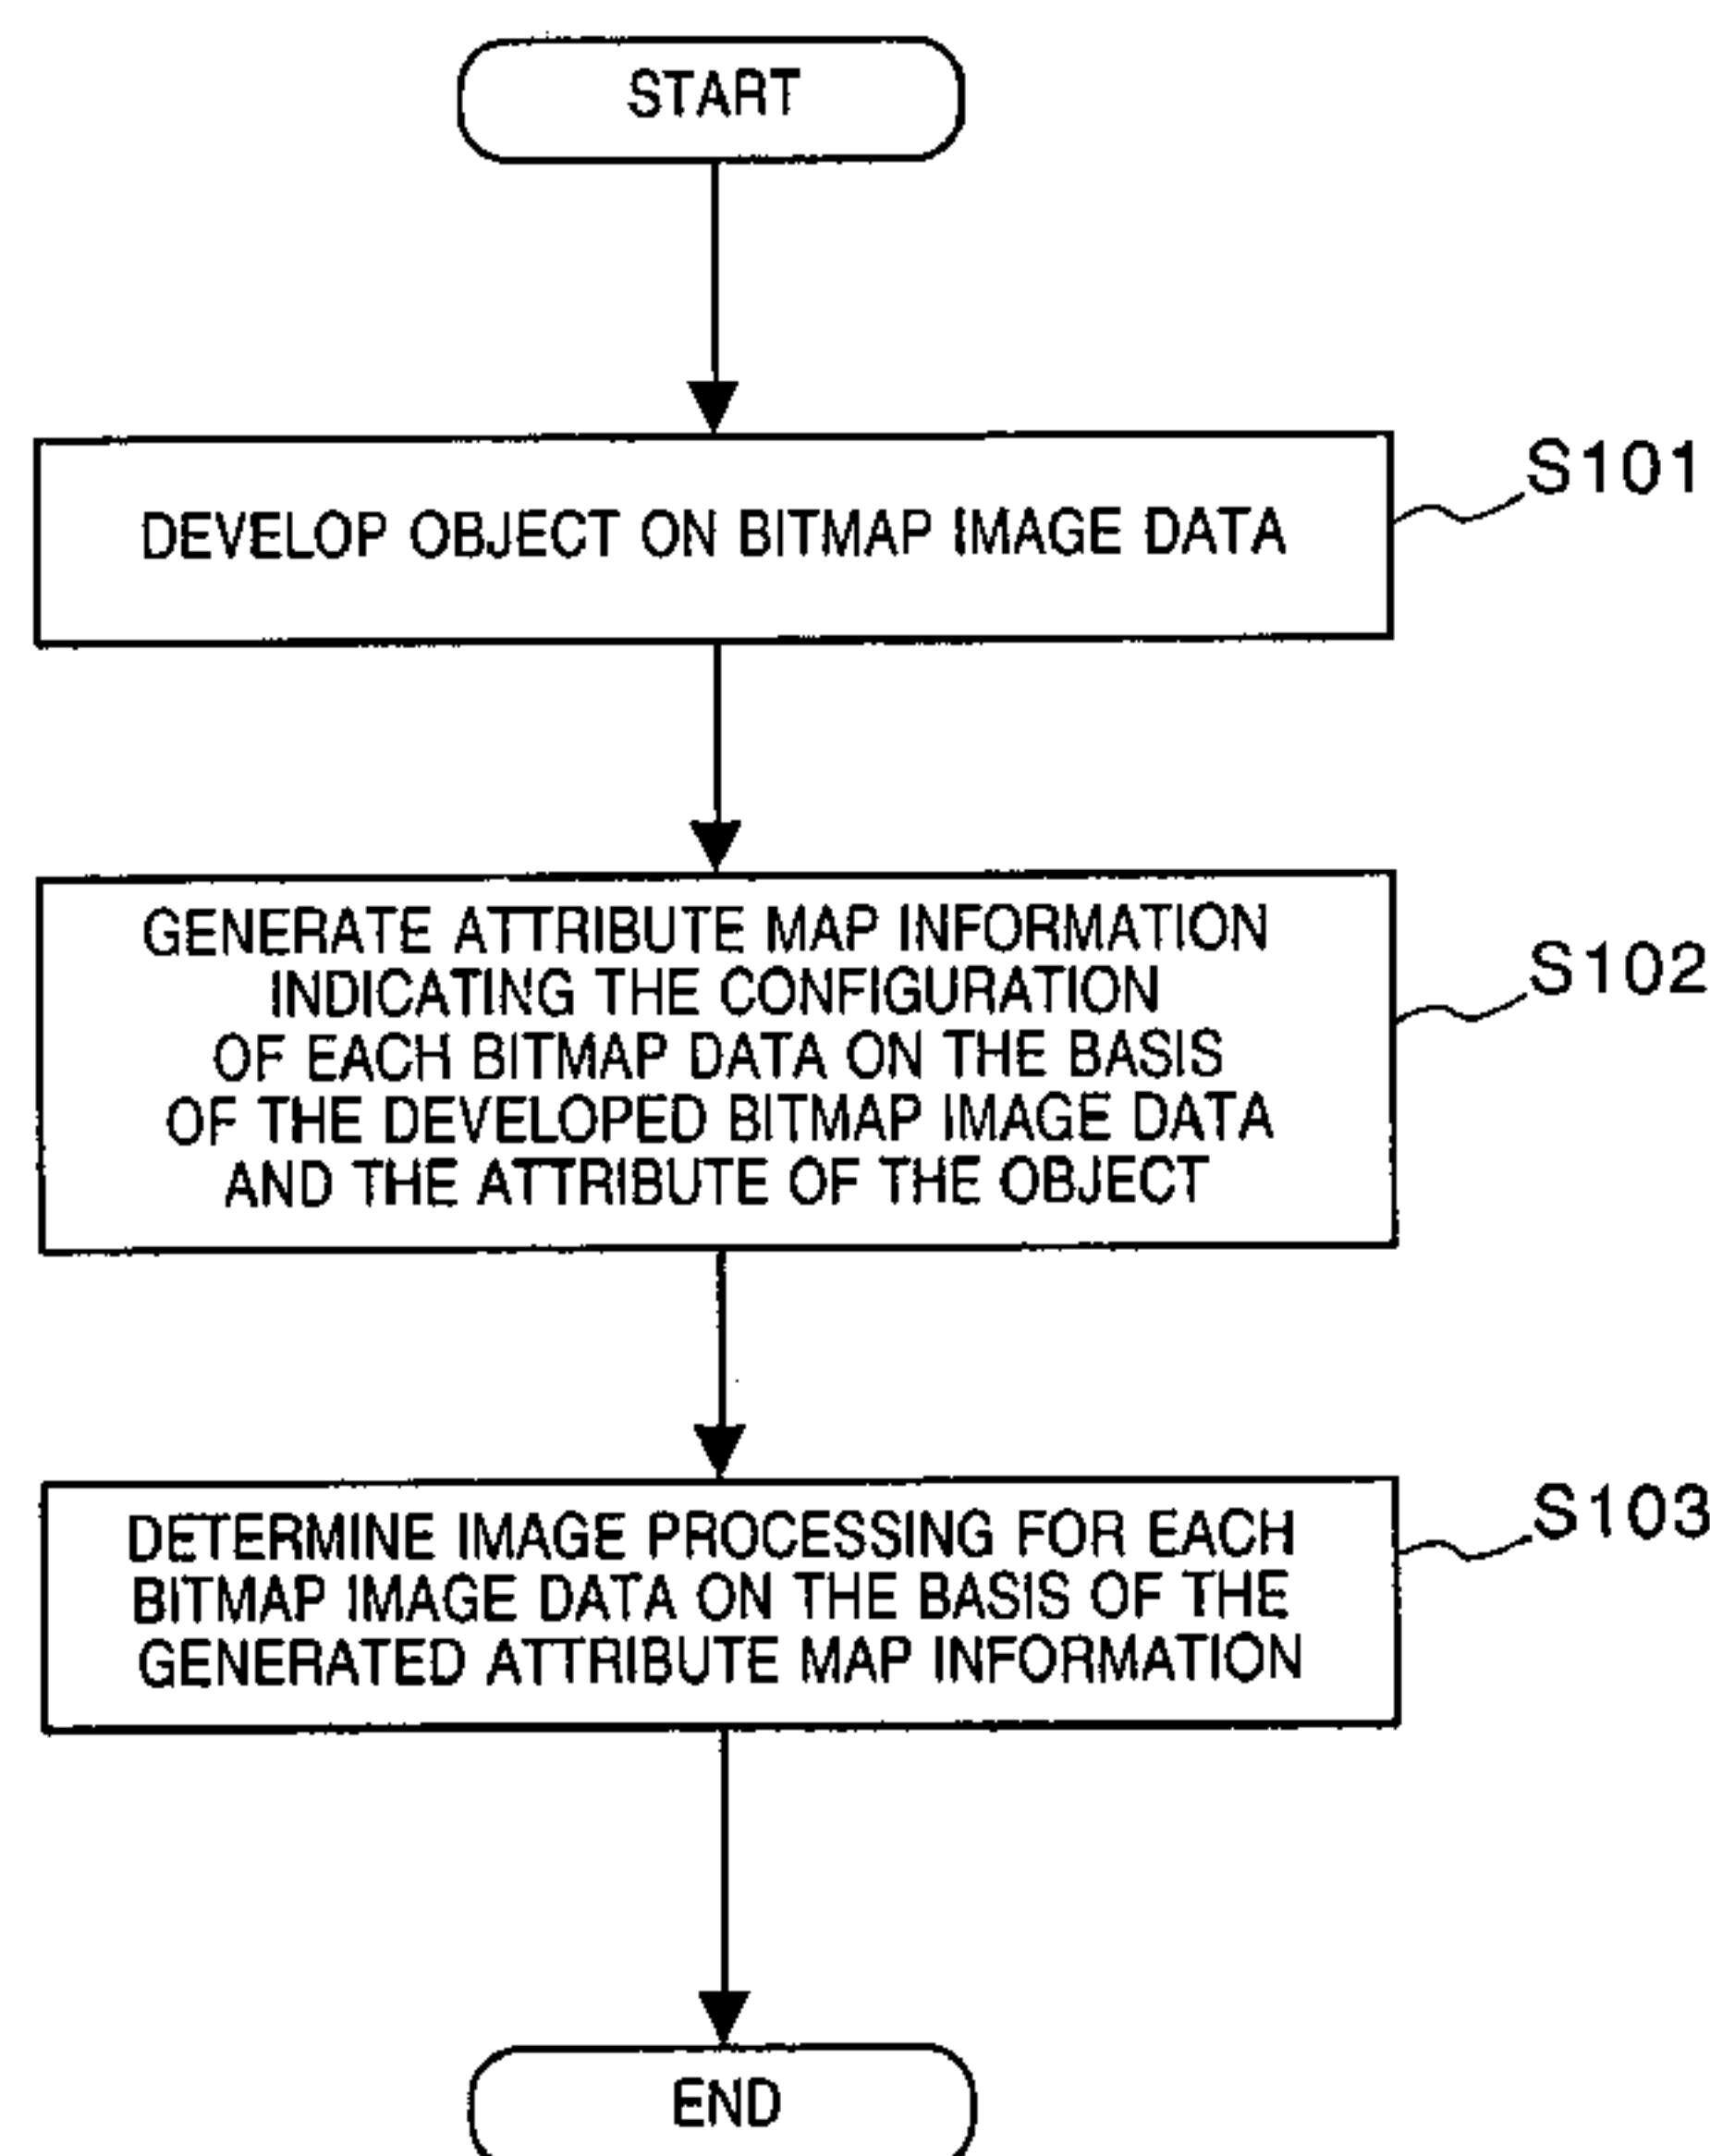 START
DEVELOP OBJECT ON BITMAP IMAGE DATA
S101
GENERATE ATTRIBUTE MAP INFORMATION
INDICATING THE CONFIGURATION
OF EACH BITMAP DATA ON THE BASIS
OF THE DEVELOPED BITMAP IMAGE DATA
AND THE ATTRIBUTE OF THE OBJECT
S102
DETERMINE IMAGE PROCESSING FOR EACH
BITMAP IMAGE DATA ON THE BASIS OF THE
GENERATED ATTRIBUTE MAP INFORMATION
S103
END